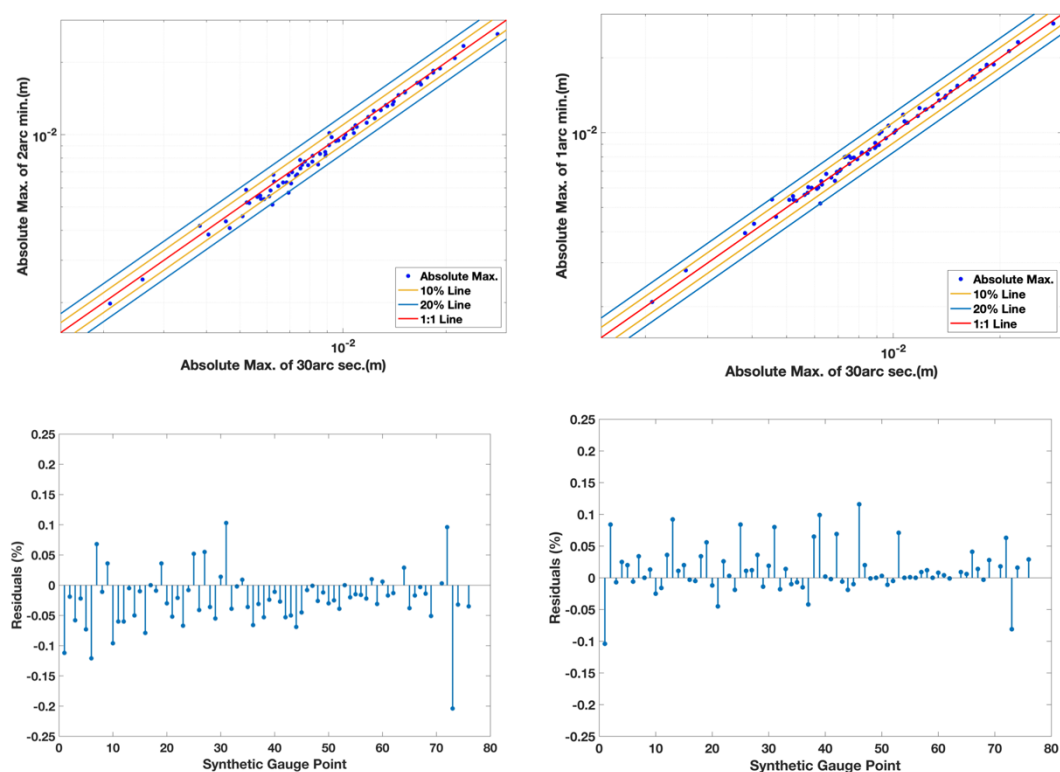 Absolute Max. of 2arc min.(m)
10⁻²
Absolute Max.
10% Line
20% Line
1:1 Line
10⁻²
Absolute Max. of 30arc sec.(m)
Absolute Max. of 1arc min.(m)
10⁻²
Absolute Max.
10% Line
20% Line
1:1 Line
10⁻²
Absolute Max. of 30arc sec.(m)
Residuals (%)
0.25
0.2
0.15
0.1
0.05
0
-0.05
-0.1
-0.15
-0.2
-0.25
0 10 20 30 40 50 60 70 80
Synthetic Gauge Point
Residuals (%)
0.25
0.2
0.15
0.1
0.05
0
-0.05
-0.1
-0.15
-0.2
-0.25
0 10 20 30 40 50 60 70 80
Synthetic Gauge Point